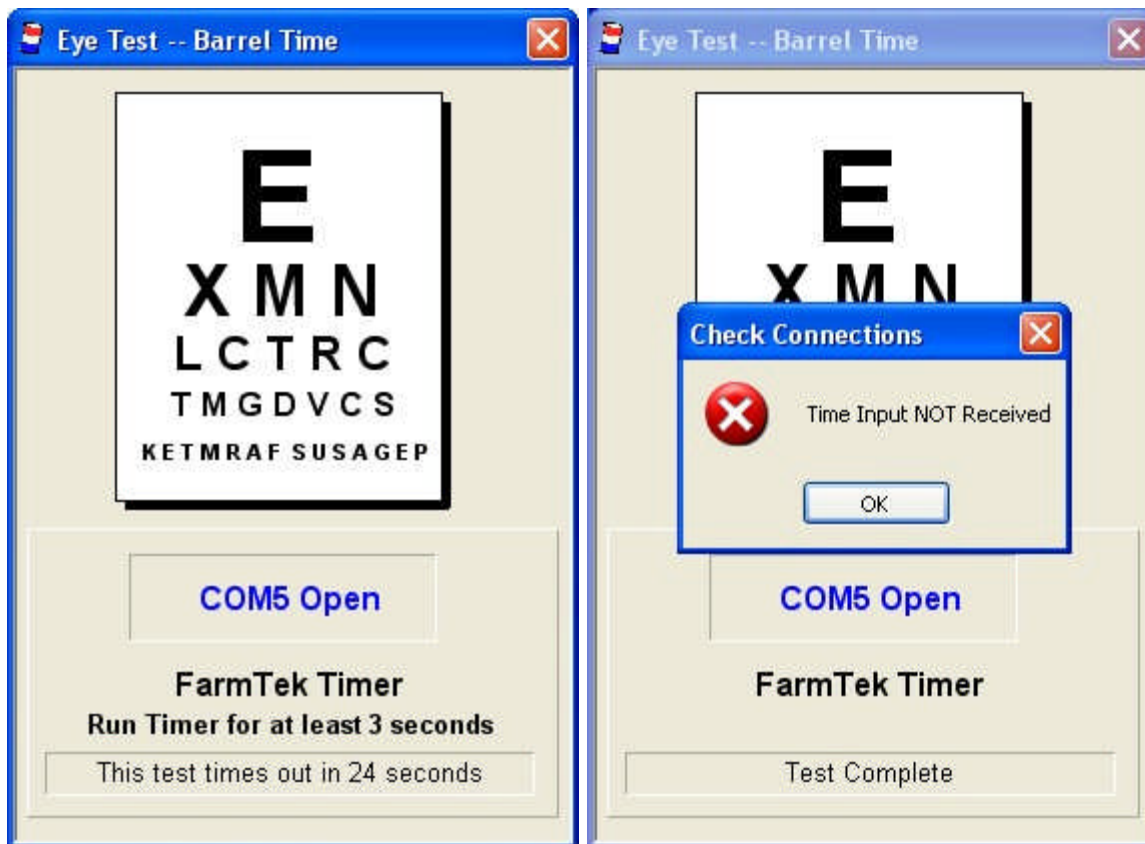 Eye Test -- Barrel Time
E
X M N
L C T R C
T M G D V C S
K E T M R A F S U S A G E P
COM5 Open
FarmTek Timer
Run Timer for at least 3 seconds
This test times out in 24 seconds
Eye Test -- Barrel Time
E
X M N
Check Connections
Time Input NOT Received
OK
COM5 Open
FarmTek Timer
Test Complete